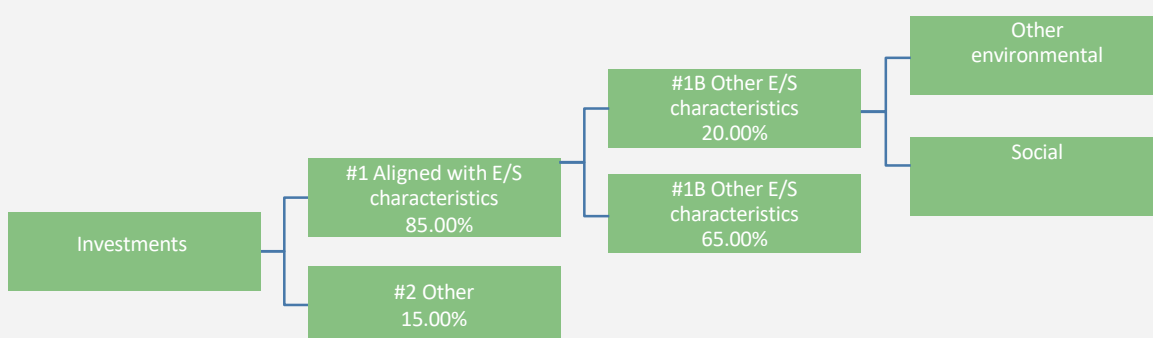 Investments
#1 Aligned with E/S
characteristics
85.00%
#2 Other
15.00%
#1B Other E/S
characteristics
20.00%
#1B Other E/S
characteristics
65.00%
Other
environmental
Social